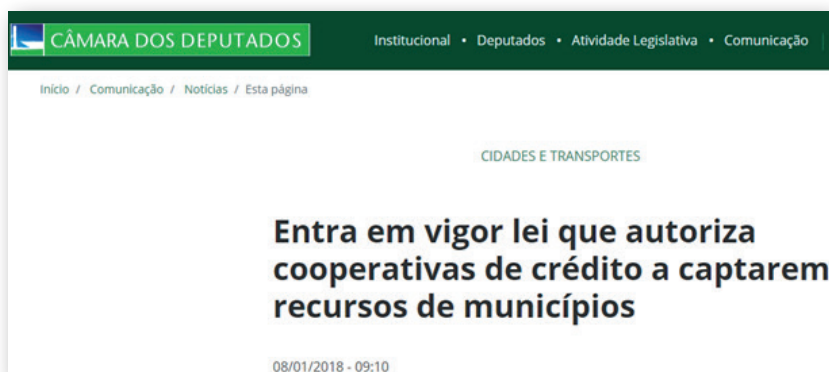 CÂMARA DOS DEPUTADOS
Institucional • Deputados • Atividade Legislativa • Comunicação
Início / Comunicação / Notícias / Esta página
CIDADES E TRANSPORTES
Entra em vigor lei que autoriza
cooperativas de crédito a captarem
recursos de municípios
08/01/2018 - 09:10